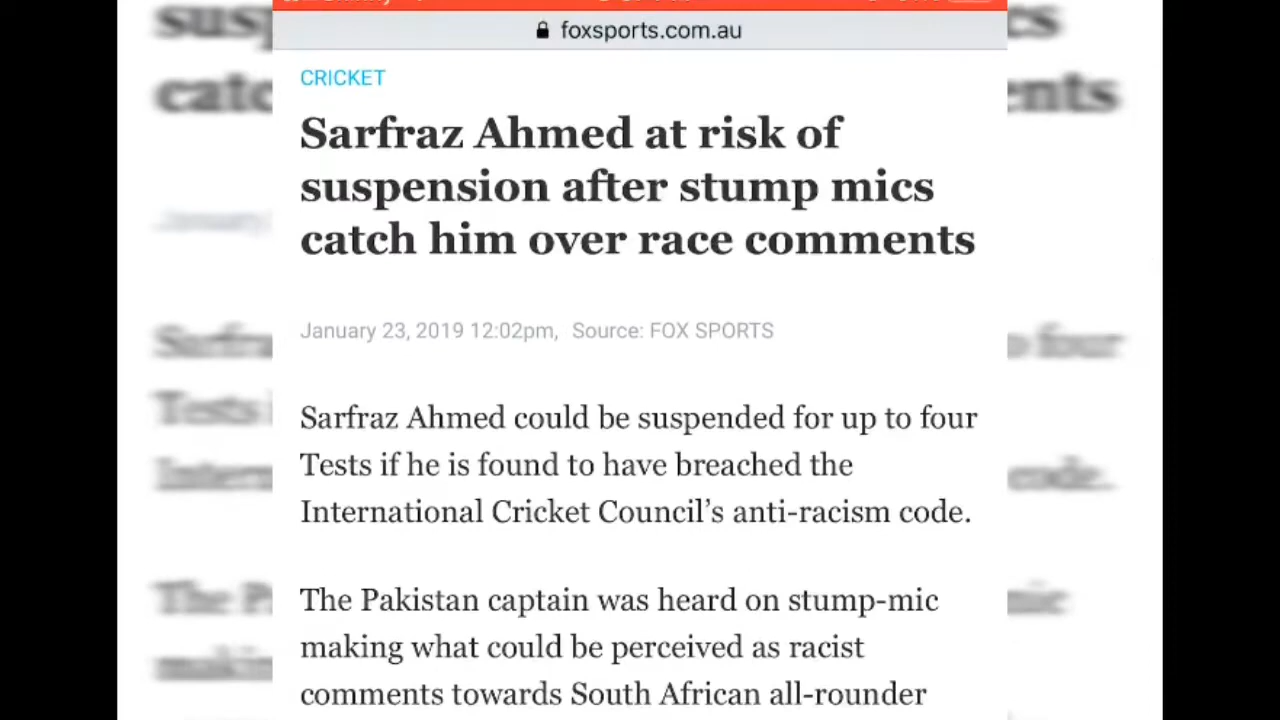 foxsports.com.au
CRICKET
Sarfraz Ahmed at risk of
suspension after stump mics
catch him over race comments
January 23, 2019 12:02pm, Source: FOX SPORTS
Sarfraz Ahmed could be suspended for up to four
Tests if he is found to have breached the
International Cricket Council’s anti-racism code.
The Pakistan captain was heard on stump-mic
making what could be perceived as racist
comments towards South African all-rounder